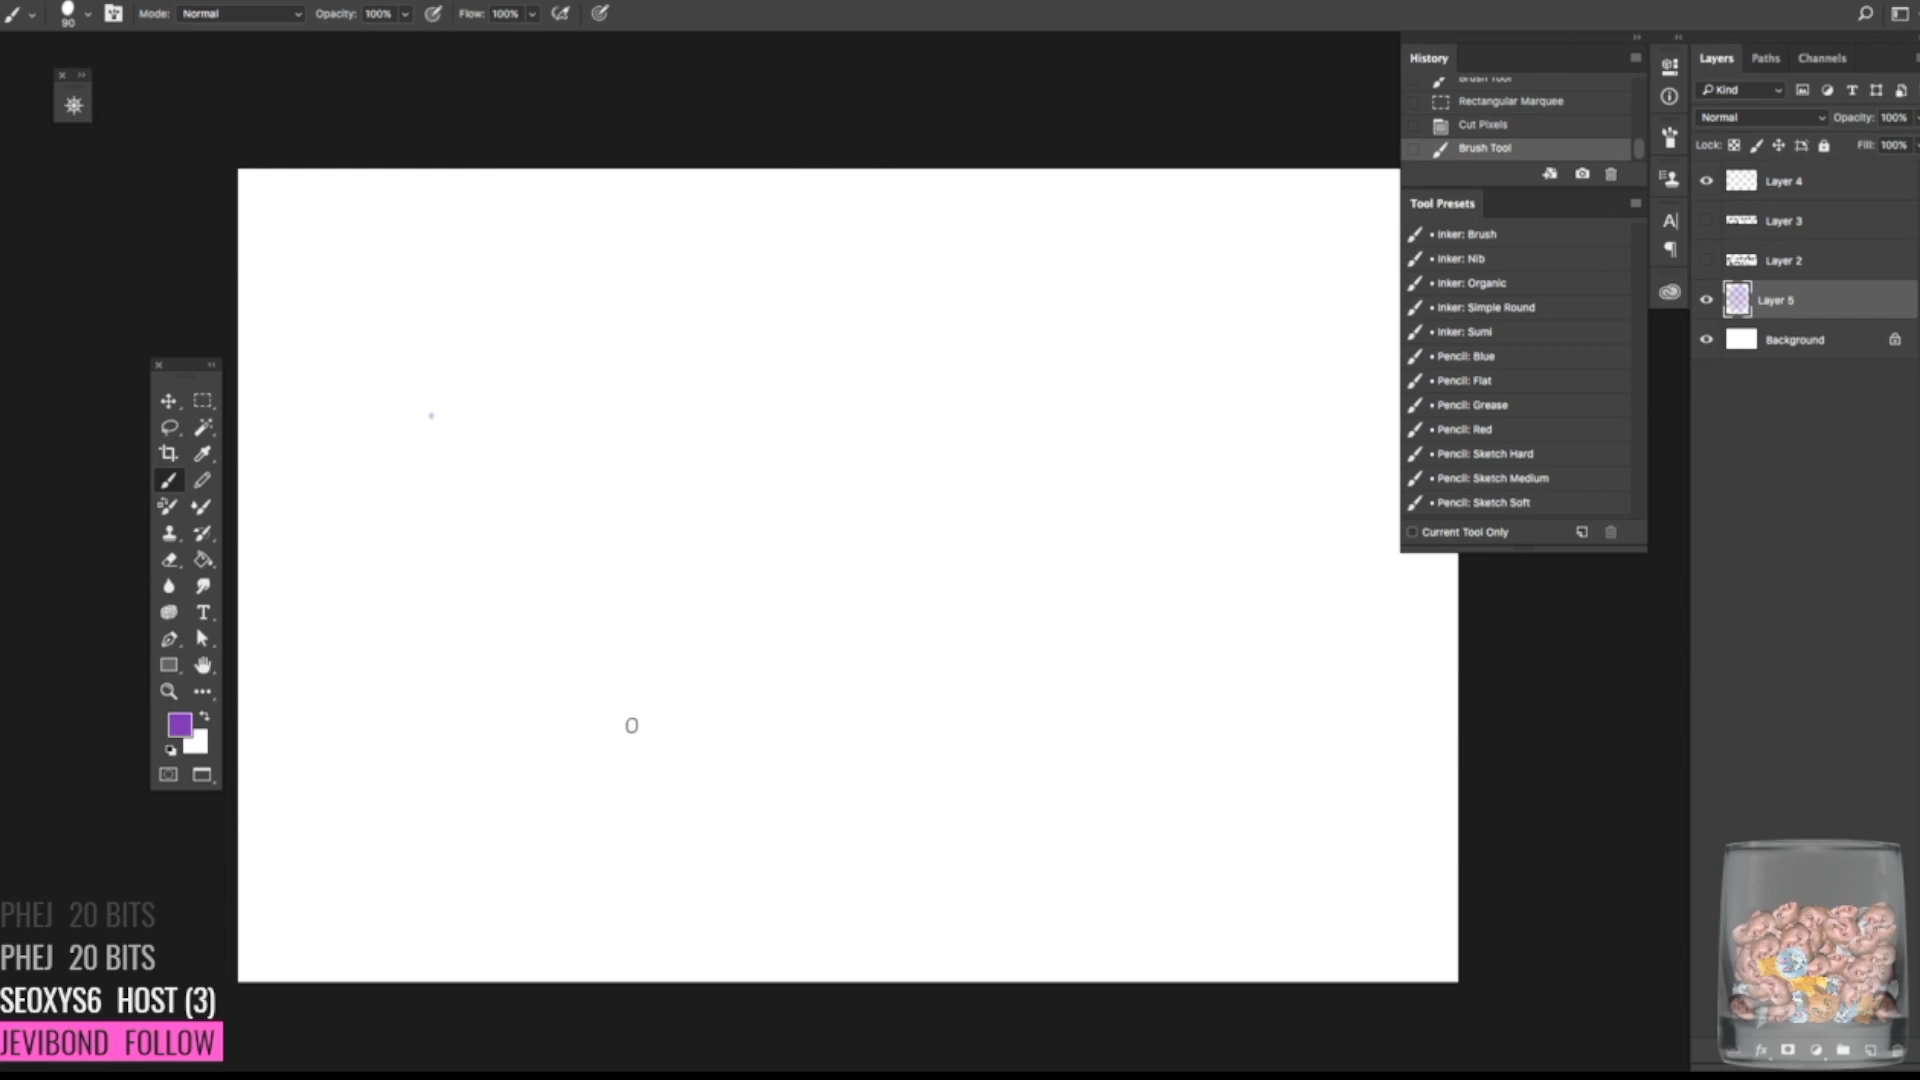 90
Mode: Normal Opacity: 100% Flow: 100%
History
Brush Tool
Rectangular Marquee
Cut Pixels
Brush Tool
Tool Presets
• Inker: Brush
• Inker: Nib
• Inker: Organic
• Inker: Simple Round
• Inker: Sumi
• Pencil: Blue
• Pencil: Flat
• Pencil: Grease
• Pencil: Red
• Pencil: Sketch Hard
• Pencil: Sketch Medium
• Pencil: Sketch Soft
Current Tool Only
Layers Paths Channels
Kind
Normal Opacity: 100%
Lock: Fill: 100%
Layer 4
Layer 3
Layer 2
Layer 5
Background
PHEJ 20 BITS
PHEJ 20 BITS
SEOXYS6 HOST (3)
JEVIBOND FOLLOW
fx